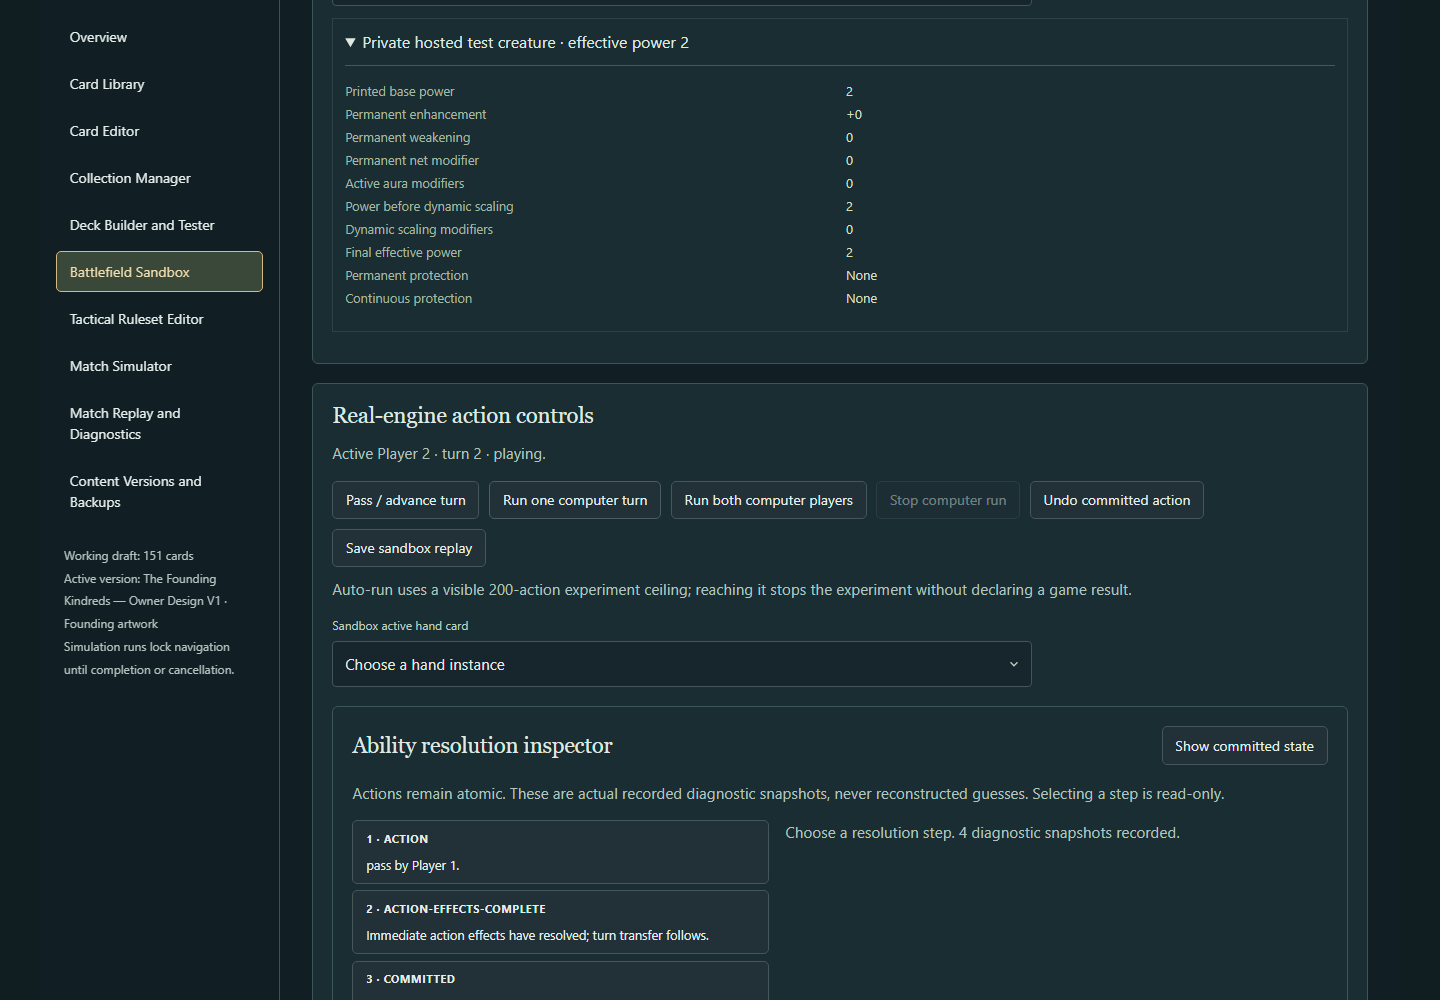 Overview
Card Library
Card Editor
Collection Manager
Deck Builder and Tester
Battlefield Sandbox
Tactical Ruleset Editor
Match Simulator
Match Replay and
Diagnostics
Content Versions and
Backups
Working draft: 151 cards
Active version: The Founding
Kindreds — Owner Design V1 ·
Founding artwork
Simulation runs lock navigation
until completion or cancellation.
▼ Private hosted test creature · effective power 2
Printed base power 2
Permanent enhancement +0
Permanent weakening 0
Permanent net modifier 0
Active aura modifiers 0
Power before dynamic scaling 2
Dynamic scaling modifiers 0
Final effective power 2
Permanent protection None
Continuous protection None
Real-engine action controls
Active Player 2 · turn 2 · playing.
Pass / advance turn Run one computer turn Run both computer players Stop computer run Undo committed action
Save sandbox replay
Auto-run uses a visible 200-action experiment ceiling; reaching it stops the experiment without declaring a game result.
Sandbox active hand card
Choose a hand instance
Ability resolution inspector Show committed state
Actions remain atomic. These are actual recorded diagnostic snapshots, never reconstructed guesses. Selecting a step is read-only.
1 · ACTION
pass by Player 1.
Choose a resolution step. 4 diagnostic snapshots recorded.
2 · ACTION-EFFECTS-COMPLETE
Immediate action effects have resolved; turn transfer follows.
3 · COMMITTED